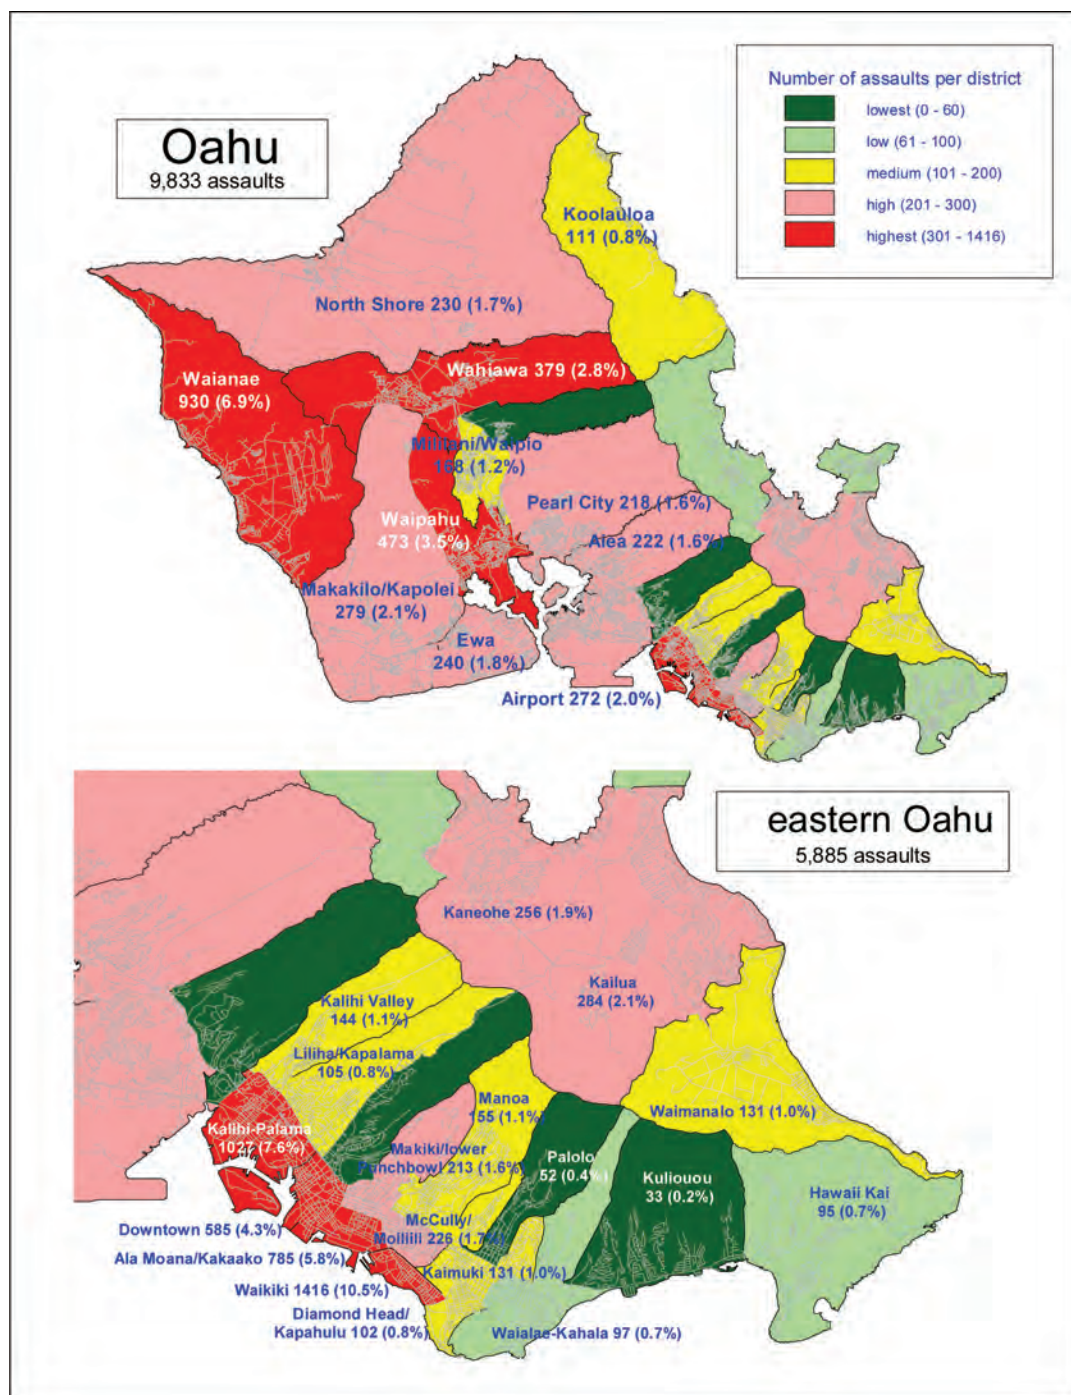 Oahu
9,833 assaults
Number of assaults per district
lowest (0 - 60)
low (61 - 100)
medium (101 - 200)
high (201 - 300)
highest (301 - 1416)
Koolauloa
111 (0.8%)
North Shore 230 (1.7%)
Waianae
930 (6.9%)
Wahiawa 379 (2.8%)
Mililani/Waipio
168 (1.2%)
Pearl City 218 (1.6%)
Waipahu
473 (3.5%)
Aiea 222 (1.6%)
Makakilo/Kapolei
279 (2.1%)
Ewa
240 (1.8%)
Airport 272 (2.0%)
eastern Oahu
5,885 assaults
Kaneohe 256 (1.9%)
Kailua
284 (2.1%)
Kalihi Valley
144 (1.1%)
Liliha/Kapalama
105 (0.8%)
Manoa
155 (1.1%)
Waimanalo 131 (1.0%)
Kalihi-Palama
1027 (7.6%)
Makiki/lower
Punchbowl 213 (1.6%)
Palolo
52 (0.4%)
Kuliouou
33 (0.2%)
Hawaii Kai
95 (0.7%)
McCully/
Moiliili 226 (1.7%)
Downtown 585 (4.3%)
Ala Moana/Kakaako 785 (5.8%)
Kaimuki 131 (1.0%)
Waikiki 1416 (10.5%)
Diamond Head/
Kapahulu 102 (0.8%)
Waialae-Kahala 97 (0.7%)